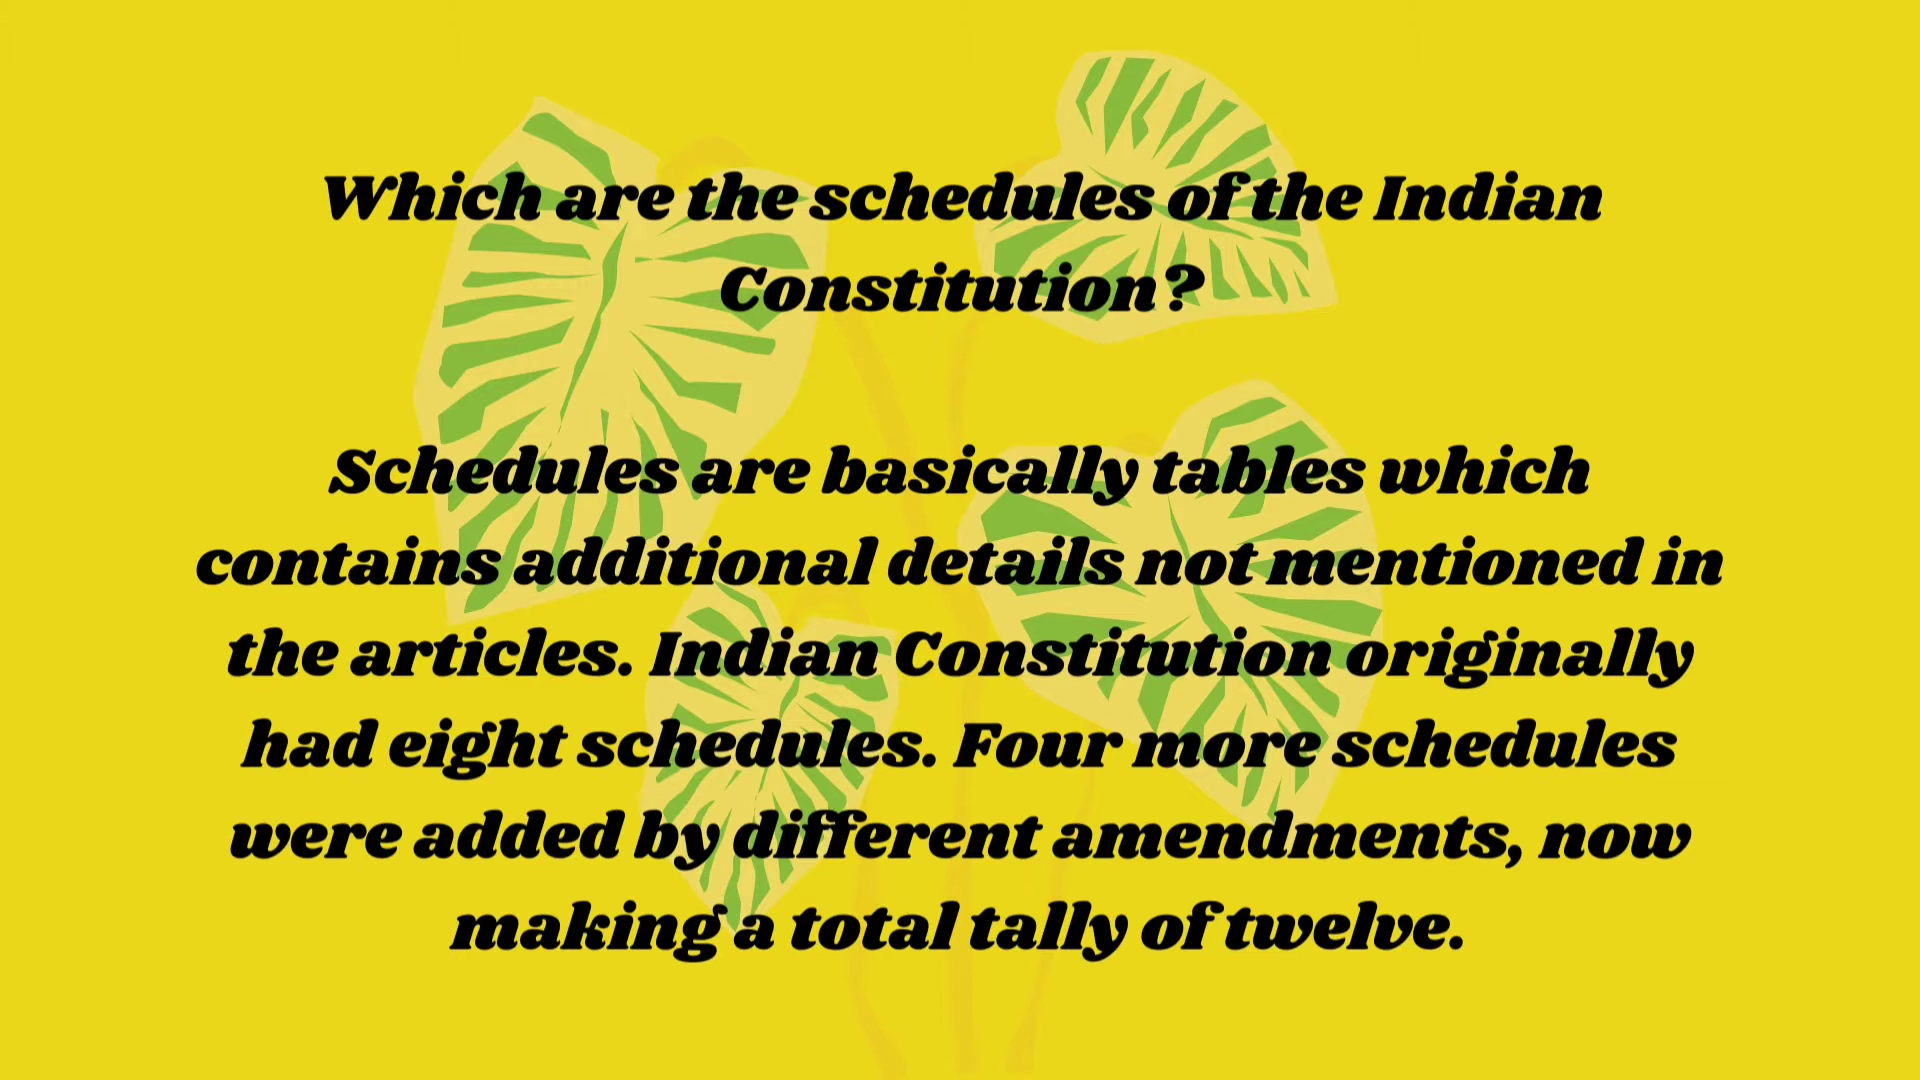 Which are the schedules of the Indian
Constitution?
Schedules are basically tables which
contains additional details not mentioned in
the articles. Indian Constitution originally
had eight schedules. Four more schedules
were added by different amendments, now
making a total tally of twelve.